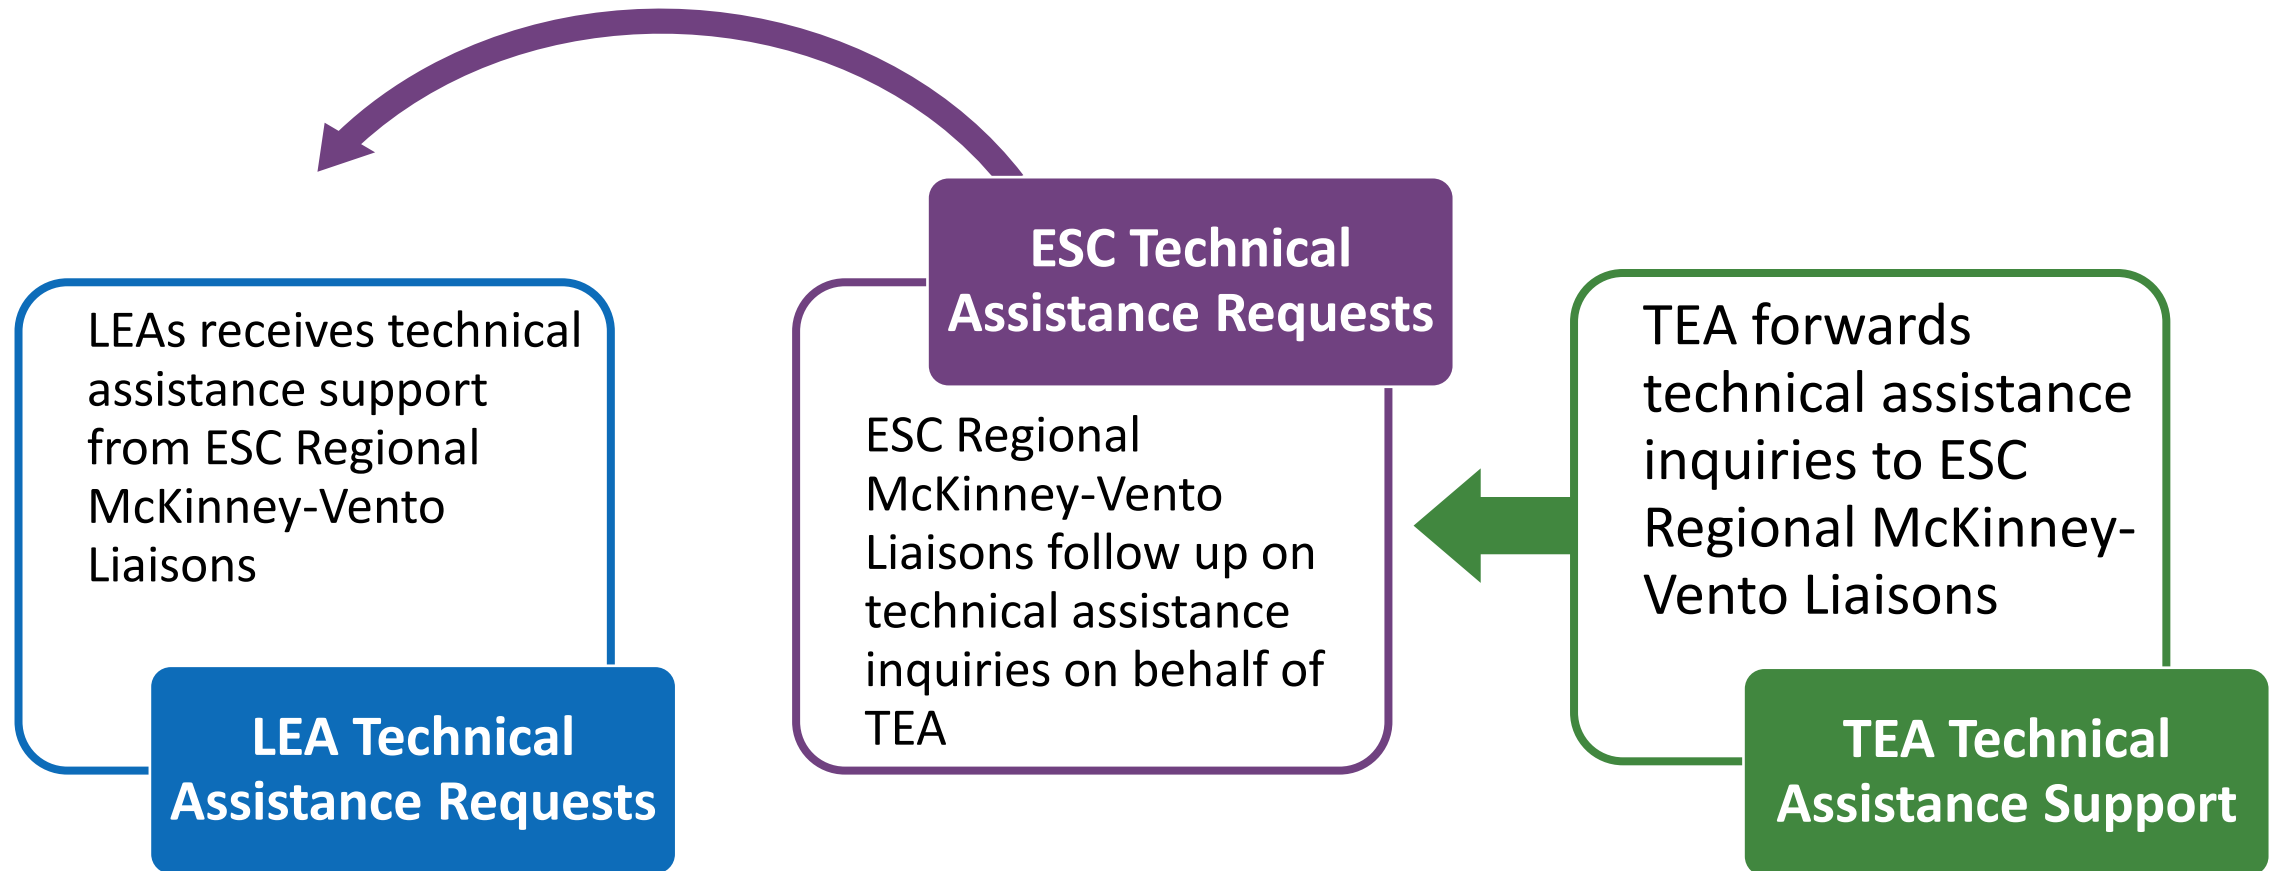 LEAs receives technical
assistance support
from ESC Regional
McKinney-Vento
Liaisons
LEA Technical
Assistance Requests
ESC Technical
Assistance Requests
ESC Regional
McKinney-Vento
Liaisons follow up on
technical assistance
inquiries on behalf of
TEA
TEA forwards
technical assistance
inquiries to ESC
Regional McKinney-
Vento Liaisons
TEA Technical
Assistance Support